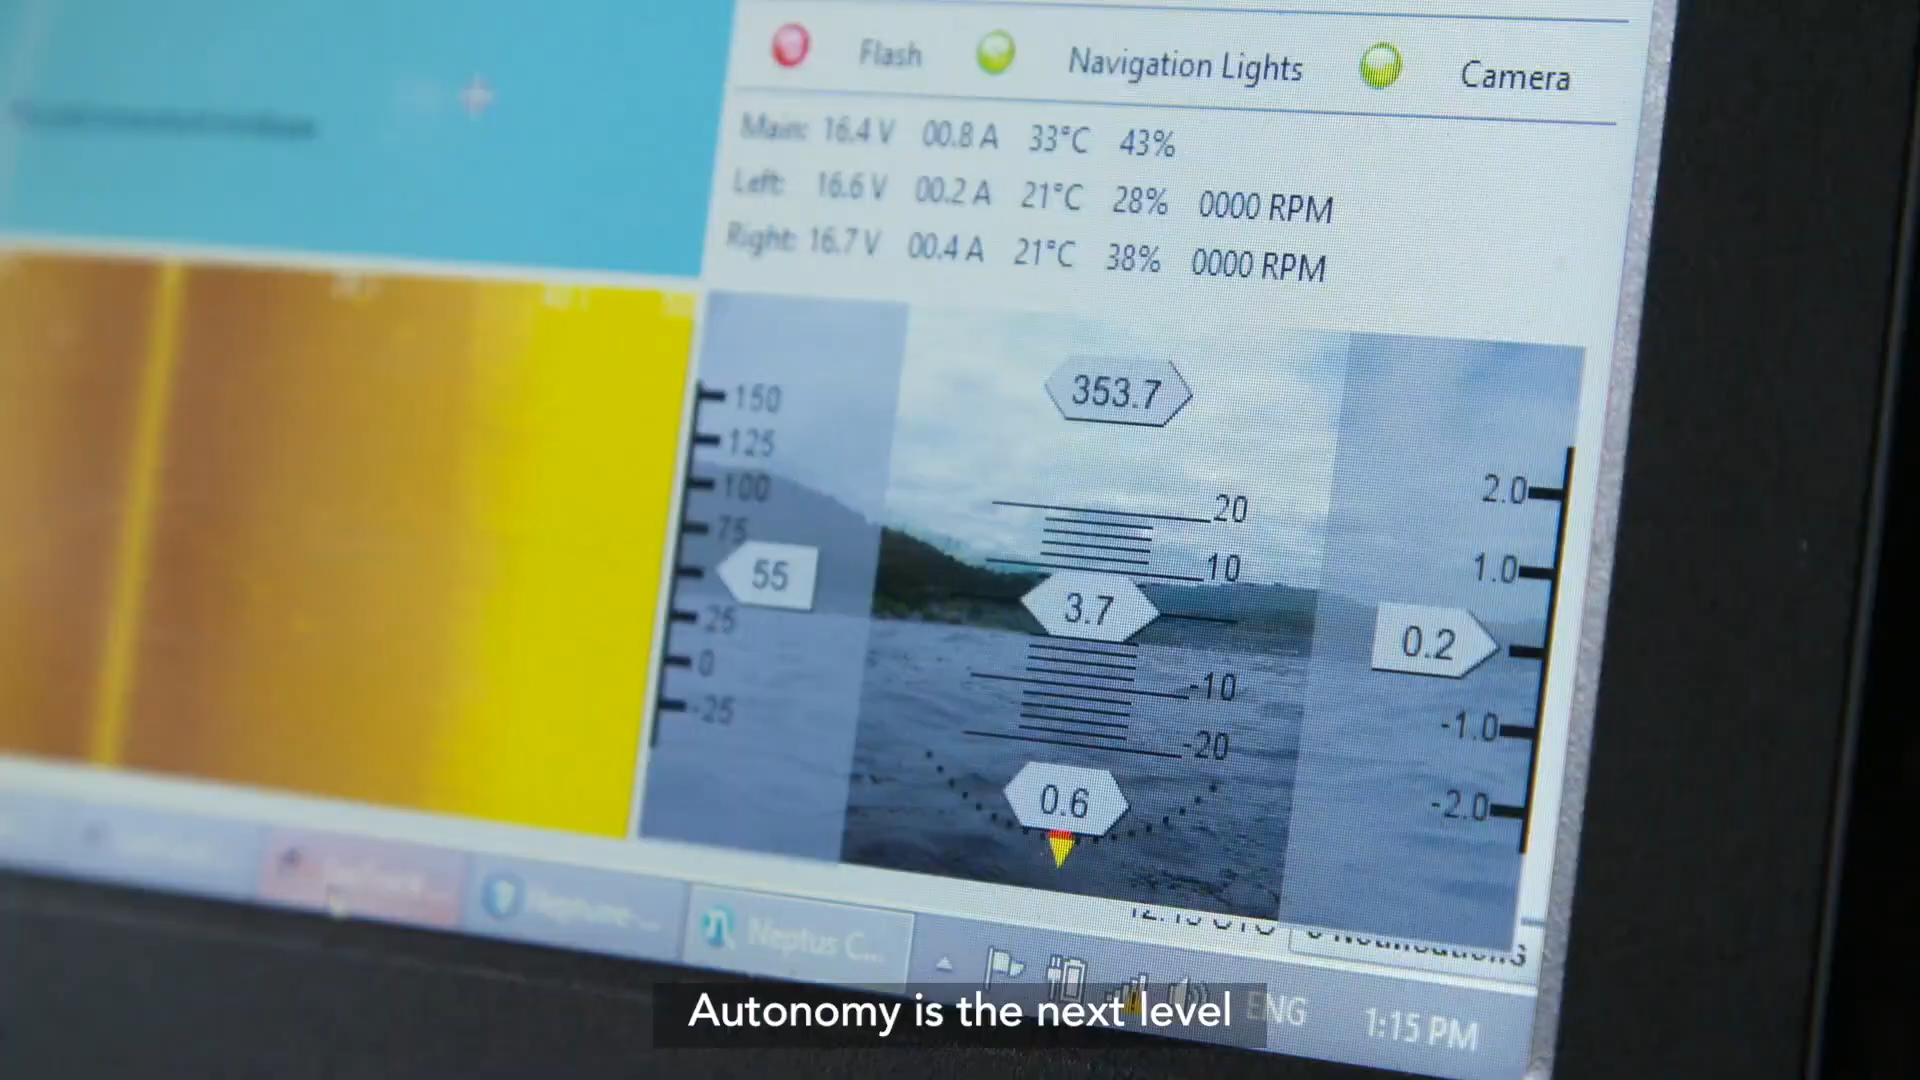 Flash Navigation Lights Camera
Main: 16.4 V 00.8 A 33°C 43%
Left: 16.6 V 00.2 A 21°C 28% 0000 RPM
Right: 16.7 V 00.4 A 21°C 38% 0000 RPM
353.7
150
125
100
75
55
25
0
-25
20
10
3.7
-10
-20
0.6
2.0
1.0
0.2
-1.0
-2.0
Neptus C...
ENG 1:15 PM
Autonomy is the next level